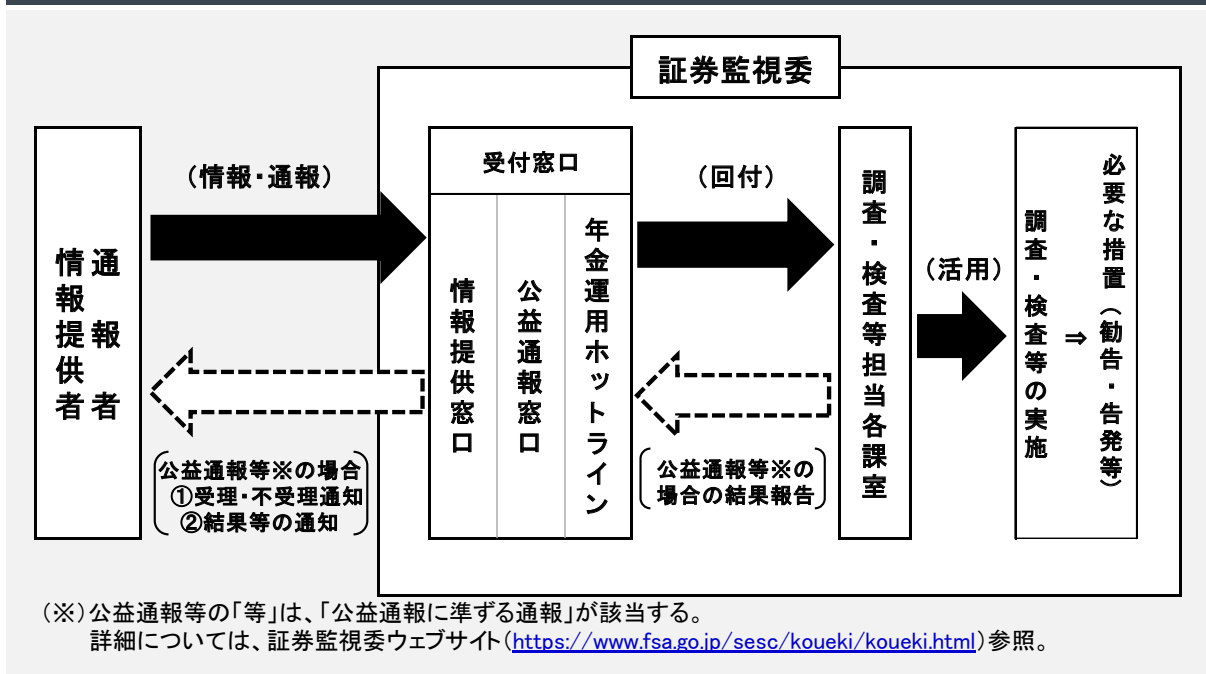 証券監視委
情報提供者
通報者
(情報・通報)
公益通報等※の場合
①受理・不受理通知
②結果等の通知
受付窓口
情報提供窓口
公益通報窓口
年金運用ホットライン
(回付)
公益通報等※の
場合の結果報告
調査・検査等担当各課室
(活用)
調査・検査等の実施
⇒
必要な措置(勧告・告発等)
(※)公益通報等の「等」は、「公益通報に準ずる通報」が該当する。
詳細については、証券監視委ウェブサイト(https://www.fsa.go.jp/sesc/koueki/koueki.html)参照。